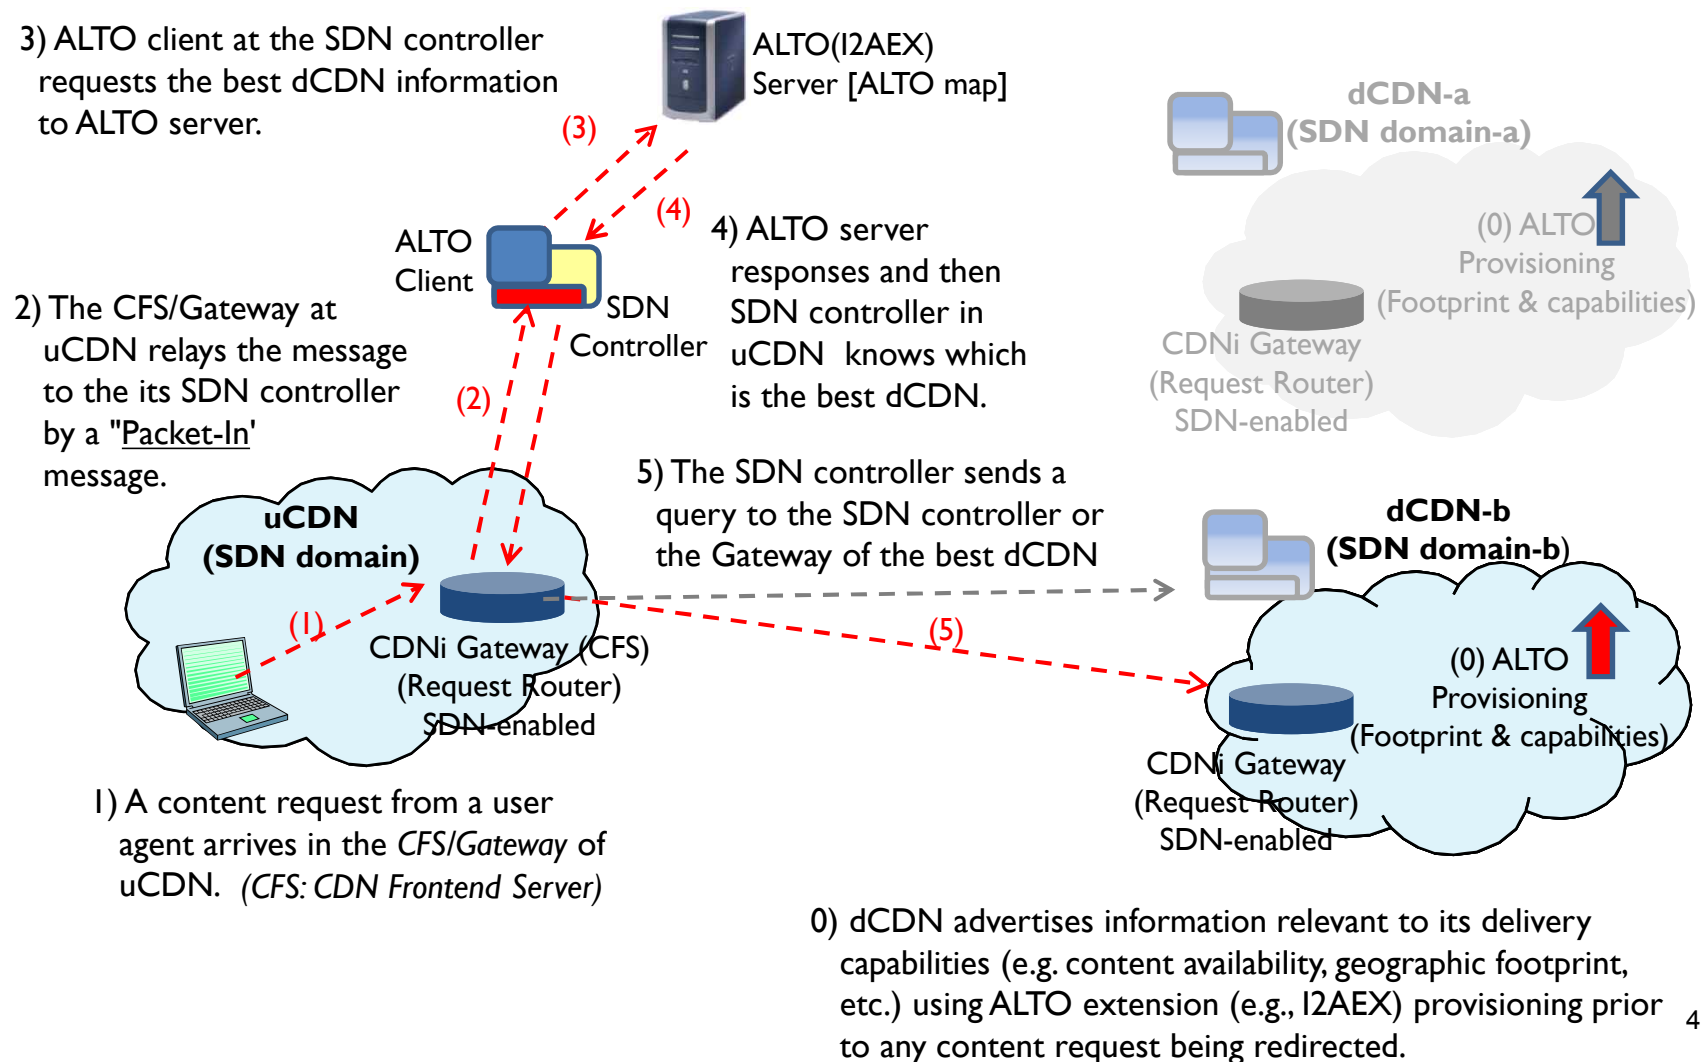 3) ALTO client at the SDN controller
requests the best dCDN information
to ALTO server.
ALTO(I2AEX)
Server [ALTO map]
(3)
(4)
dCDN-a
(SDN domain-a)
(0) ALTO
Provisioning
(Footprint & capabilities)
CDNi Gateway
(Request Router)
SDN-enabled
ALTO
Client
SDN
Controller
4) ALTO server
responses and then
SDN controller in
uCDN knows which
is the best dCDN.
2) The CFS/Gateway at
uCDN relays the message
to the its SDN controller
by a "Packet-In'
message.
(2)
5) The SDN controller sends a
query to the SDN controller or
the Gateway of the best dCDN
uCDN
(SDN domain)
(1)
CDNi Gateway (CFS)
(Request Router)
SDN-enabled
(5)
dCDN-b
(SDN domain-b)
(0) ALTO
Provisioning
(Footprint & capabilities)
CDNi Gateway
(Request Router)
SDN-enabled
1) A content request from a user
agent arrives in the CFS/Gateway of
uCDN. (CFS: CDN Frontend Server)
0) dCDN advertises information relevant to its delivery
capabilities (e.g. content availability, geographic footprint,
etc.) using ALTO extension (e.g., I2AEX) provisioning prior
to any content request being redirected.
4